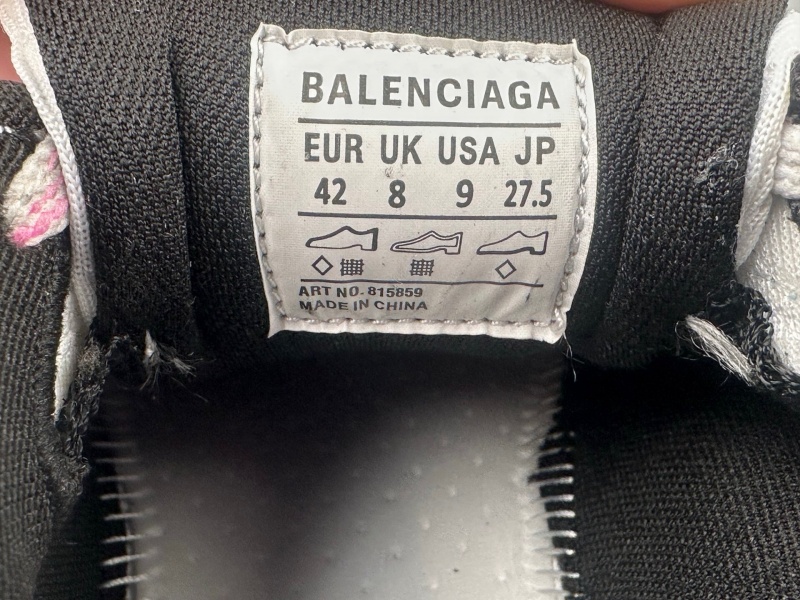 BALENCIAGA
EUR UK USA JP
42 8 9 27.5
ART NO. 815859
MADE IN CHINA